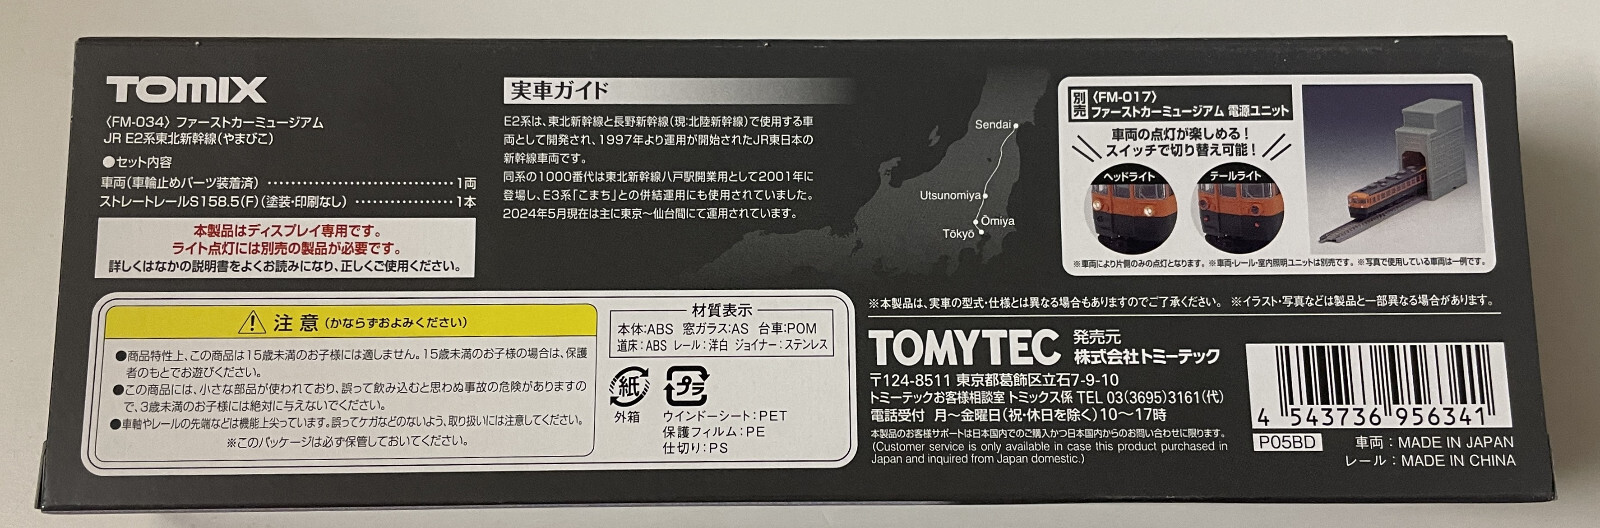 TOMIX
〈FM-034〉 ファーストカーミュージアム
JR E2系東北新幹線(やまびこ)
●セット内容
車両(車輪止めパーツ装着済) ……………………………1両
ストレートレールS158.5(F)(塗装・印刷なし) ………………1本
本製品はディスプレイ専用です。
ライト点灯には別売の製品が必要です。
詳しくはなかの説明書をよくお読みになり、正しくご使用ください。
実車ガイド
E2系は、東北新幹線と長野新幹線(現:北陸新幹線)で使用する車
両として開発され、1997年より運用が開始されたJR東日本の
新幹線車両です。
同系の1000番代は東北新幹線八戸駅開業用として2001年に
登場し、E3系「こまち」との併結運用にも使用されていました。
2024年5月現在は主に東京～仙台間にて運用されています。
Sendai
Utsunomiya
Ōmiya
Tōkyō
別売
〈FM-017〉
ファーストカーミュージアム 電源ユニット
車両の点灯が楽しめる!
スイッチで切り替え可能!
ヘッドライト
テールライト
※車両により片側のみの点灯となります。※車両・レール・室内照明ユニットは別売です。※写真で使用している車両は一例です。
注意 (かならずおよみください)
●商品特性上、この商品は15歳未満のお子様には適しません。15歳未満のお子様の場合は、保護
者のもとでお遊びください。
●この商品には、小さな部品が使われており、誤って飲み込むと思わぬ事故の危険がありますの
で、3歳未満のお子様には絶対に与えないでください。
●車軸やレールの先端などは機能上尖っています。誤ってケガなどのないよう、取り扱いには注意してください。
※このパッケージは必ず保管しておいてください。
材質表示
本体:ABS 窓ガラス:AS 台車:POM
道床:ABS レール:洋白 ジョイナー:ステンレス
紙
外箱
プラ
ウインドーシート:PET
保護フィルム:PE
仕切り:PS
※本製品は、実車の型式・仕様とは異なる場合もありますのでご了承ください。 ※イラスト・写真などは製品と一部異なる場合があります。
TOMYTEC
発売元
株式会社トミーテック
〒124-8511 東京都葛飾区立石7-9-10
トミーテックお客様相談室 トミックス係 TEL 03(3695)3161(代)
電話受付 月～金曜日(祝・休日を除く)10～17時
本製品のお客様サポートは日本国内でのご購入かつ日本国内からのお問い合わせに限ります。
(Customer service is only available in case this product purchased in
Japan and inquired from Japan domestic.)
4 543736 956341
P05BD
車両:MADE IN JAPAN
レール:MADE IN CHINA